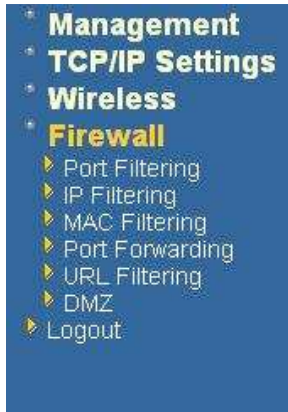 Management
TCP/IP Settings
Wireless
Firewall
Port Filtering
IP Filtering
MAC Filtering
Port Forwarding
URL Filtering
DMZ
Logout